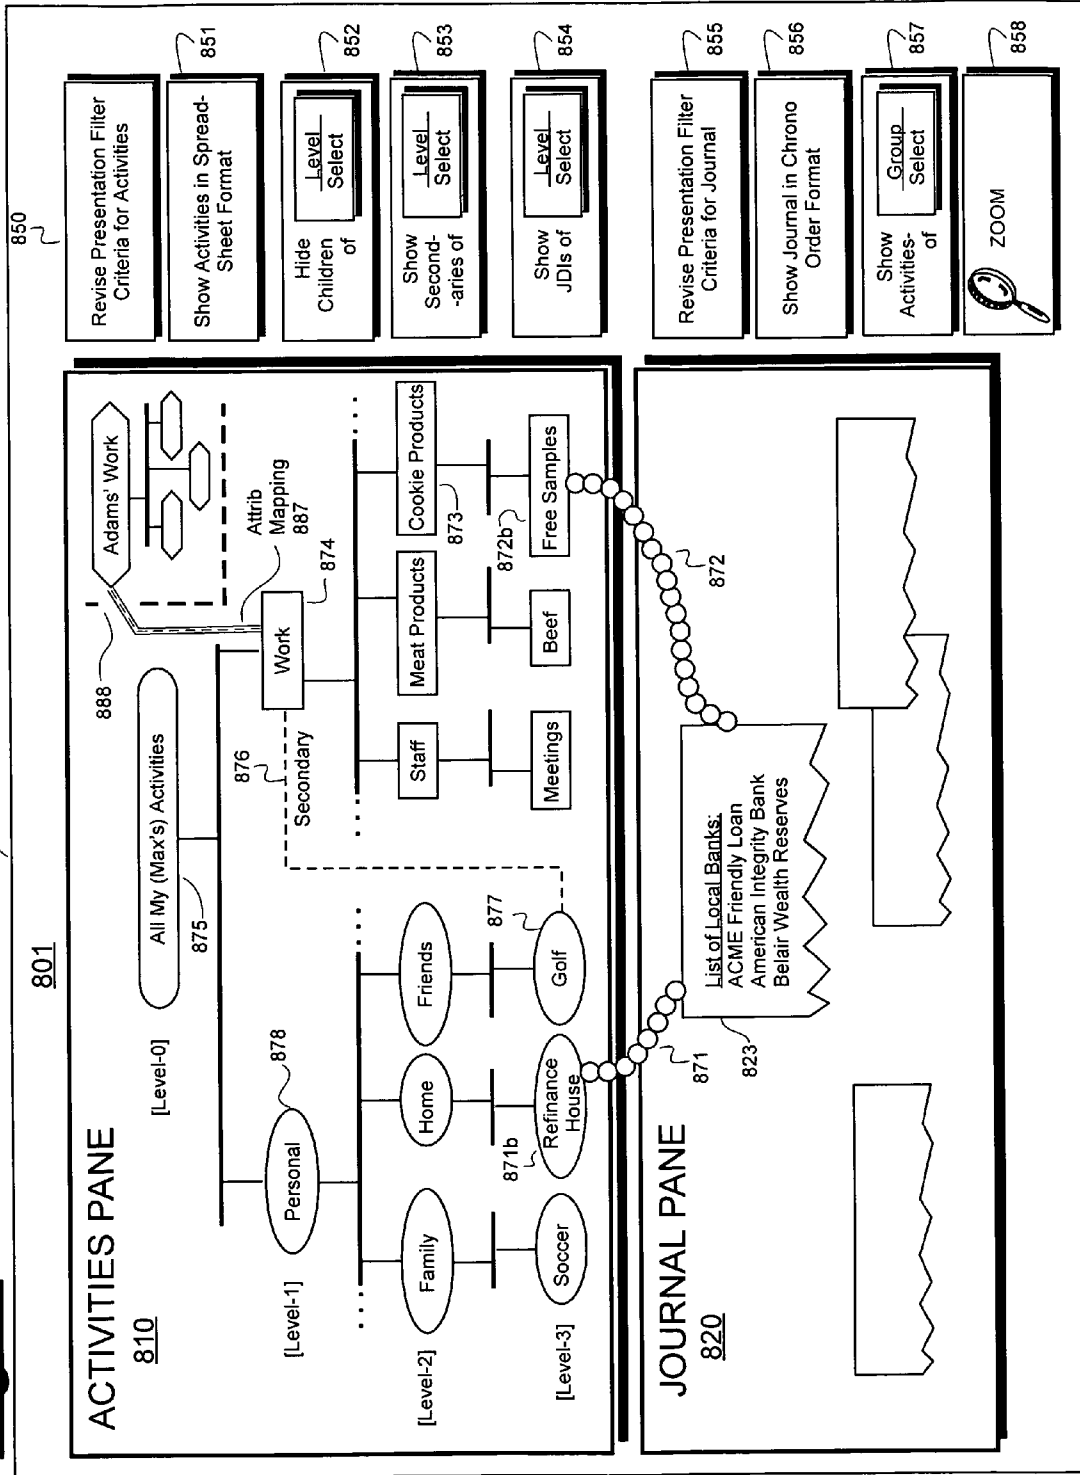 801
ACTIVITIES PANE
810
[Level-0]
All My (Max's) Activities
875
888
Adams' Work
Attrib
Mapping
887
[Level-1]
Personal
878
Work
874
876
Secondary
[Level-2]
Family
Home
Friends
Staff
Meat Products
Cookie Products
873
[Level-3]
Soccer
871b
Refinance
House
877
Golf
Meetings
Beef
872b
Free Samples
JOURNAL PANE
820
871
872
823
List of Local Banks:
ACME Friendly Loan
American Integrity Bank
Belair Wealth Reserves
850
Revise Presentation Filter
Criteria for Activities
851
Show Activities in Spread-
Sheet Format
852
Hide
Children
of
Level
Select
853
Show
Second-
-aries of
Level
Select
854
Show
JDIs of
Level
Select
855
Revise Presentation Filter
Criteria for Journal
856
Show Journal in Chrono
Order Format
857
Show
Activities-
of
Group
Select
858
ZOOM